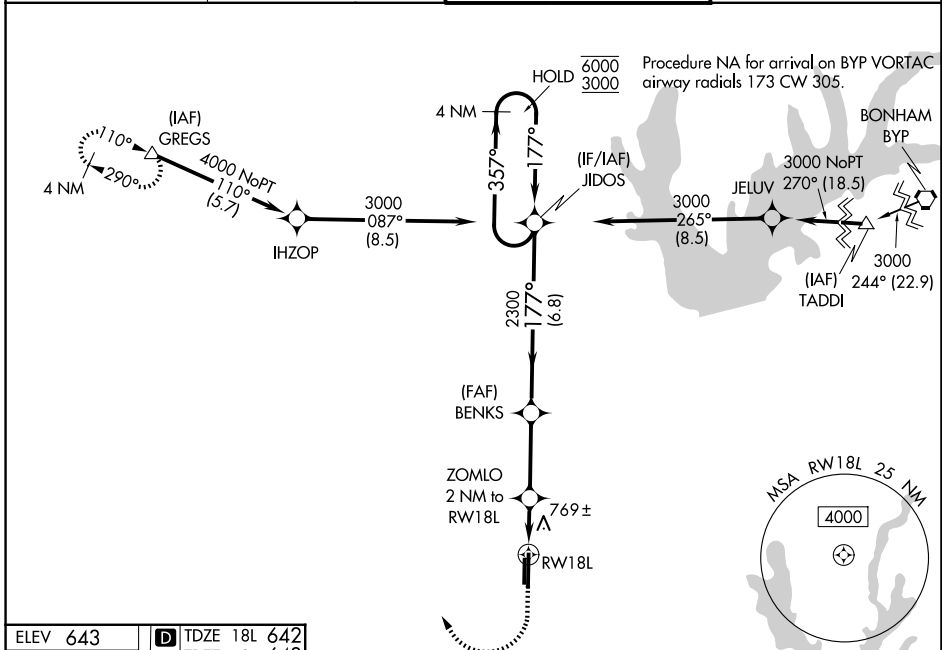 6000
3000
HOLD
Procedure NA for arrival on BYP VORTAC
airway radials 173 CW 305.
4 NM
(IAF)
GREGS
110°
290°
4 NM
4000 NoPT
110°
(5.7)
IHZOP
3000
087°
(8.5)
357°
177°
(IF/IAF)
JIDOS
3000
265°
(8.5)
JELUV
3000 NoPT
270° (18.5)
BONHAM
BYP
(IAF)
TADDI
3000
244° (22.9)
2300
177°
(6.8)
(FAF)
BENKS
ZOMLO
2 NM to
RW18L
769±
RW18L
MSA RW18L 25 NM
4000
ELEV 643
D TDZE 18L 642